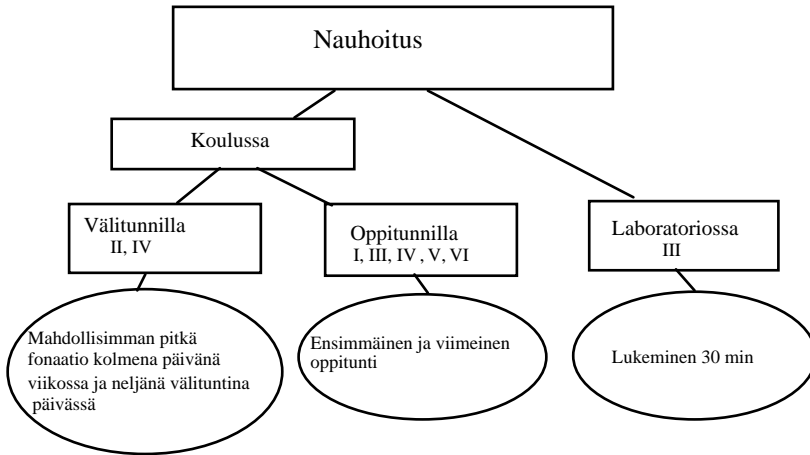 Nauhoitus
Koulussa
Välitunnilla
II, IV
Oppitunnilla
I, III, IV , V, VI
Laboratoriossa
III
Mahdollisimman pitkä
fonaatio kolmena päivänä
viikossa ja neljänä välituntina
päivässä
Ensimmäinen ja viimeinen
oppitunti
Lukeminen 30 min